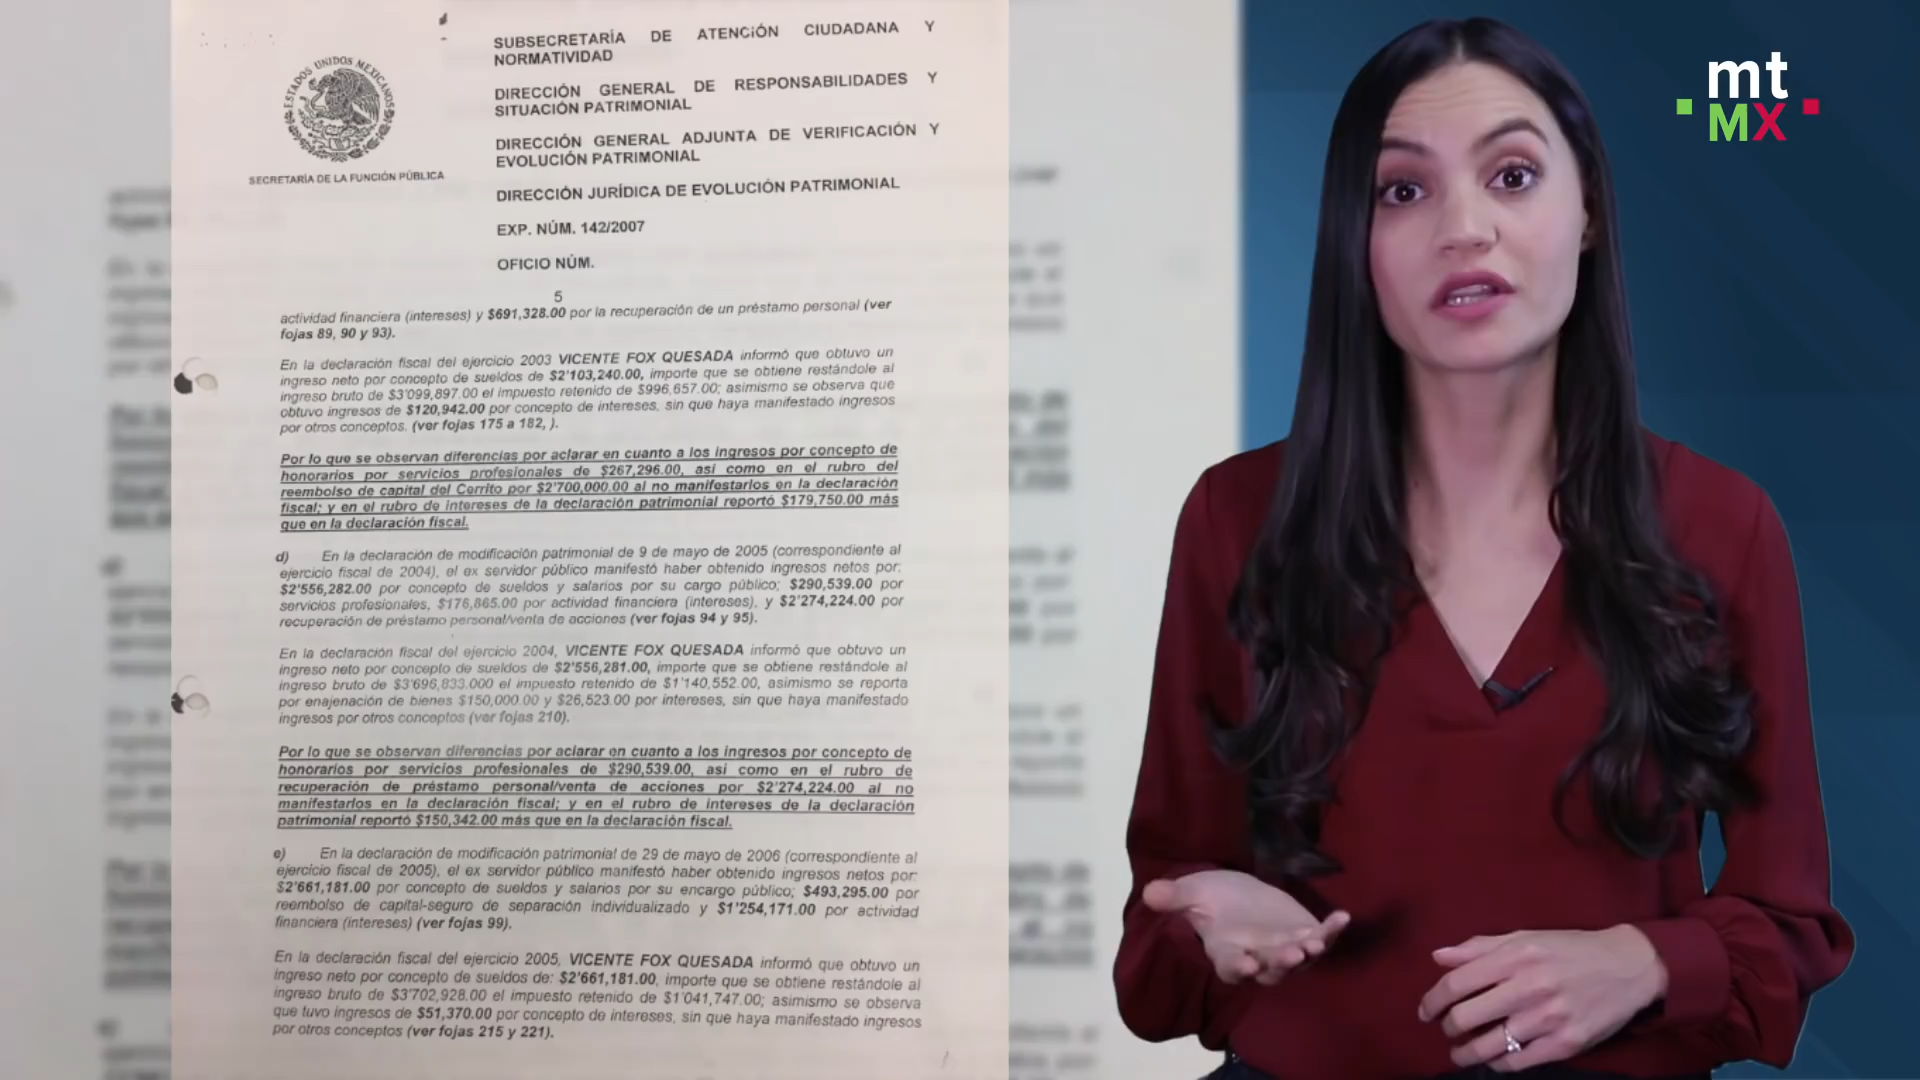 SUBSECRETARÍA DE ATENCIÓN CIUDADANA Y
NORMATIVIDAD
DIRECCIÓN GENERAL DE RESPONSABILIDADES Y
SITUACIÓN PATRIMONIAL
DIRECCIÓN GENERAL ADJUNTA DE VERIFICACIÓN Y
EVOLUCIÓN PATRIMONIAL
DIRECCIÓN JURÍDICA DE EVOLUCIÓN PATRIMONIAL
EXP. NÚM. 142/2007
OFICIO NÚM.
ESTADOS UNIDOS MEXICANOS
SECRETARÍA DE LA FUNCIÓN PÚBLICA
5
actividad financiera (intereses) y $691,328.00 por la recuperación de un préstamo personal (ver
fojas 89, 90 y 93).
En la declaración fiscal del ejercicio 2003 VICENTE FOX QUESADA informó que obtuvo un
ingreso neto por concepto de sueldos de $2'103,240.00, importe que se obtiene restándole al
ingreso bruto de $3'099,897.00 el impuesto retenido de $996,657.00; asimismo se observa que
obtuvo ingresos de $120,942.00 por concepto de intereses, sin que haya manifestado ingresos
por otros conceptos. (ver fojas 175 a 182, ).
Por lo que se observan diferencias por aclarar en cuanto a los ingresos por concepto de
honorarios por servicios profesionales de $267,296.00, así como en el rubro del
reembolso de capital del Cerrito por $2'700,000.00 al no manifestarlos en la declaración
fiscal; y en el rubro de intereses de la declaración patrimonial reportó $179,750.00 más
que en la declaración fiscal.
d) En la declaración de modificación patrimonial de 9 de mayo de 2005 (correspondiente al
ejercicio fiscal de 2004), el ex servidor público manifestó haber obtenido ingresos netos por:
$2'556,282.00 por concepto de sueldos y salarios por su cargo público; $290,539.00 por
servicios profesionales, $176,865.00 por actividad financiera (intereses), y $2'274,224.00 por
recuperación de préstamo personal/venta de acciones (ver fojas 94 y 95).
En la declaración fiscal del ejercicio 2004, VICENTE FOX QUESADA informó que obtuvo un
ingreso neto por concepto de sueldos de $2'556,281.00, importe que se obtiene restándole al
ingreso bruto de $3'696,833.000 el impuesto retenido de $1'140,552.00, asimismo se reporta
por enajenación de bienes $150,000.00 y $26,523.00 por intereses, sin que haya manifestado
ingresos por otros conceptos (ver fojas 210).
Por lo que se observan diferencias por aclarar en cuanto a los ingresos por concepto de
honorarios por servicios profesionales de $290,539.00, así como en el rubro de
recuperación de préstamo personal/venta de acciones por $2'274,224.00 al no
manifestarlos en la declaración fiscal; y en el rubro de intereses de la declaración
patrimonial reportó $150,342.00 más que en la declaración fiscal.
e) En la declaración de modificación patrimonial de 29 de mayo de 2006 (correspondiente al
ejercicio fiscal de 2005), el ex servidor público manifestó haber obtenido ingresos netos por:
$2'661,181.00 por concepto de sueldos y salarios por su encargo público; $493,295.00 por
reembolso de capital-seguro de separación individualizado y $1'254,171.00 por actividad
financiera (intereses) (ver fojas 99).
En la declaración fiscal del ejercicio 2005, VICENTE FOX QUESADA informó que obtuvo un
ingreso neto por concepto de sueldos de: $2'661,181.00, importe que se obtiene restándole al
ingreso bruto de $3'702,928.00 el impuesto retenido de $1'041,747.00; asimismo se observa
que tuvo ingresos de $51,370.00 por concepto de intereses, sin que haya manifestado ingresos
por otros conceptos (ver fojas 215 y 221).
mt
MX